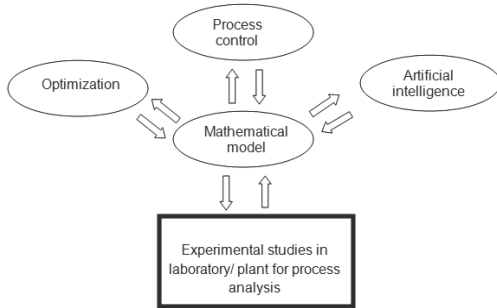 Process
control
Optimization
Artificial
intelligence
Mathematical
model
Experimental studies in
laboratory/ plant for process
analysis